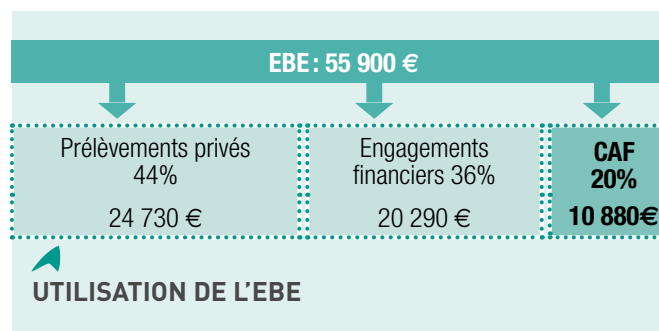 EBE : 55 900 €
Prélèvements privés
44%
24 730 €
Engagements
financiers 36%
20 290 €
CAF
20%
10 880€
UTILISATION DE L'EBE